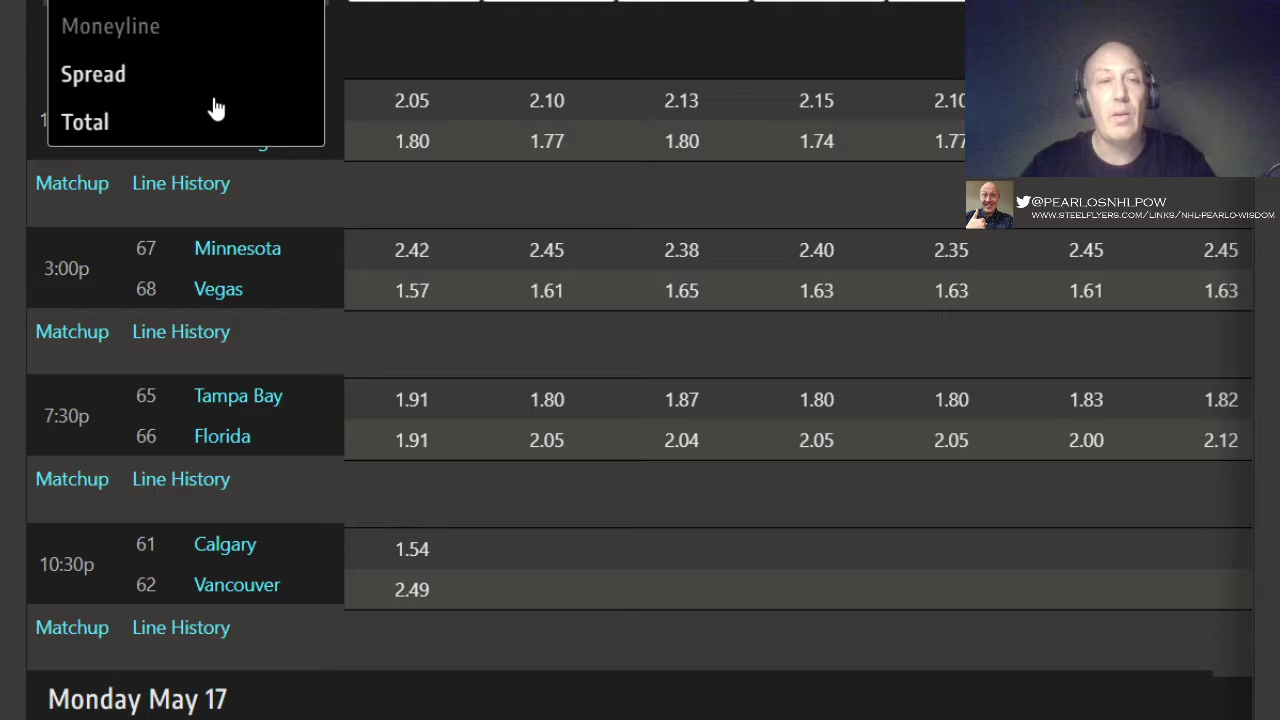 Moneyline
Spread
Total
2.05 2.10 2.13 2.15 2.10
1.80 1.77 1.80 1.74 1.77
Matchup Line History
@PEARLOSNHLPOW
WWW.STEELFLYERS.COM/LINKS/NHL-PEARLO-WISDOM
3:00p
67 Minnesota 2.42 2.45 2.38 2.40 2.35 2.45 2.45
68 Vegas 1.57 1.61 1.65 1.63 1.63 1.61 1.63
Matchup Line History
7:30p
65 Tampa Bay 1.91 1.80 1.87 1.80 1.80 1.83 1.82
66 Florida 1.91 2.05 2.04 2.05 2.05 2.00 2.12
Matchup Line History
10:30p
61 Calgary 1.54
62 Vancouver 2.49
Matchup Line History
Monday May 17